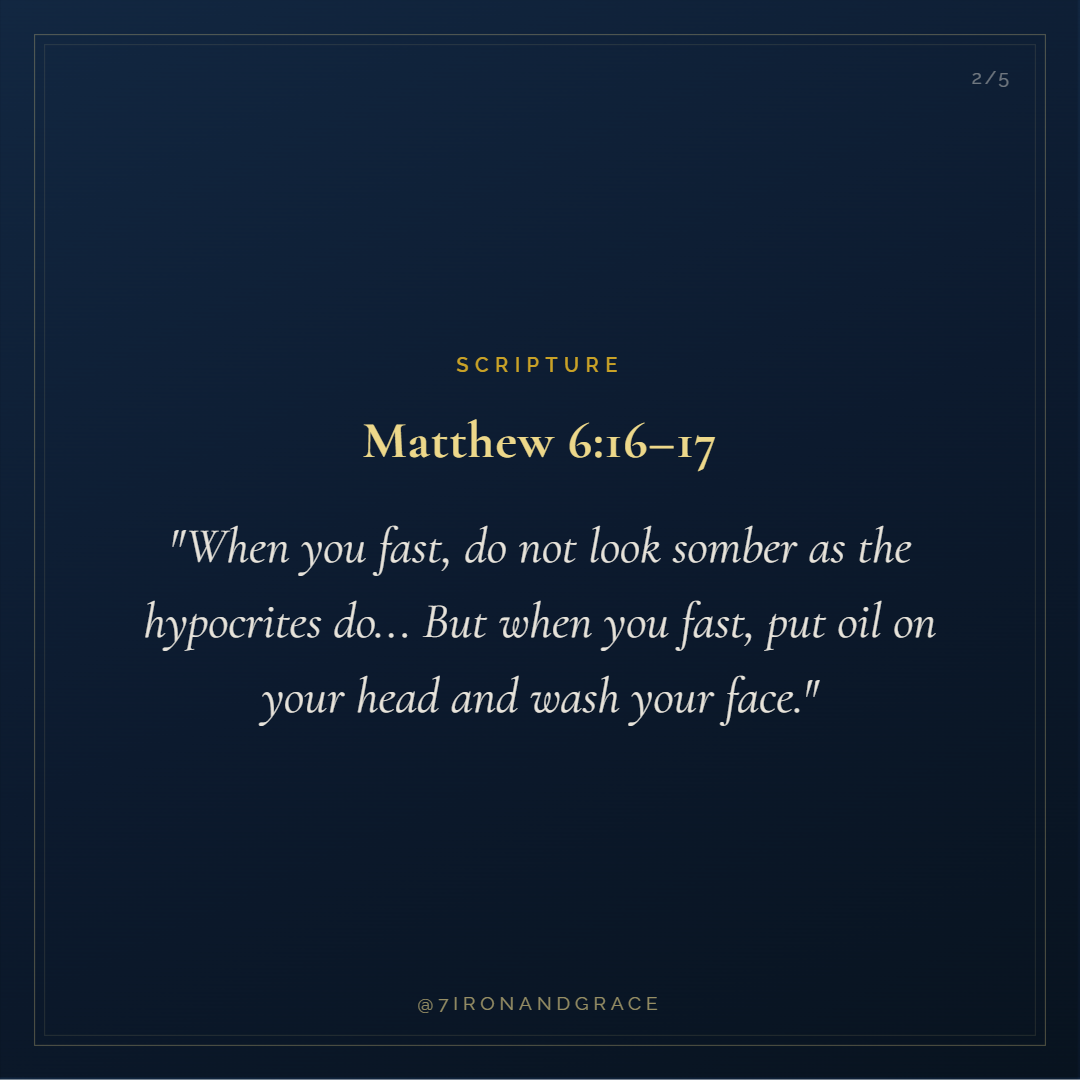 2/5
SCRIPTURE
Matthew 6:16–17
"When you fast, do not look somber as the
hypocrites do... But when you fast, put oil on
your head and wash your face."
@7IRONANDGRACE